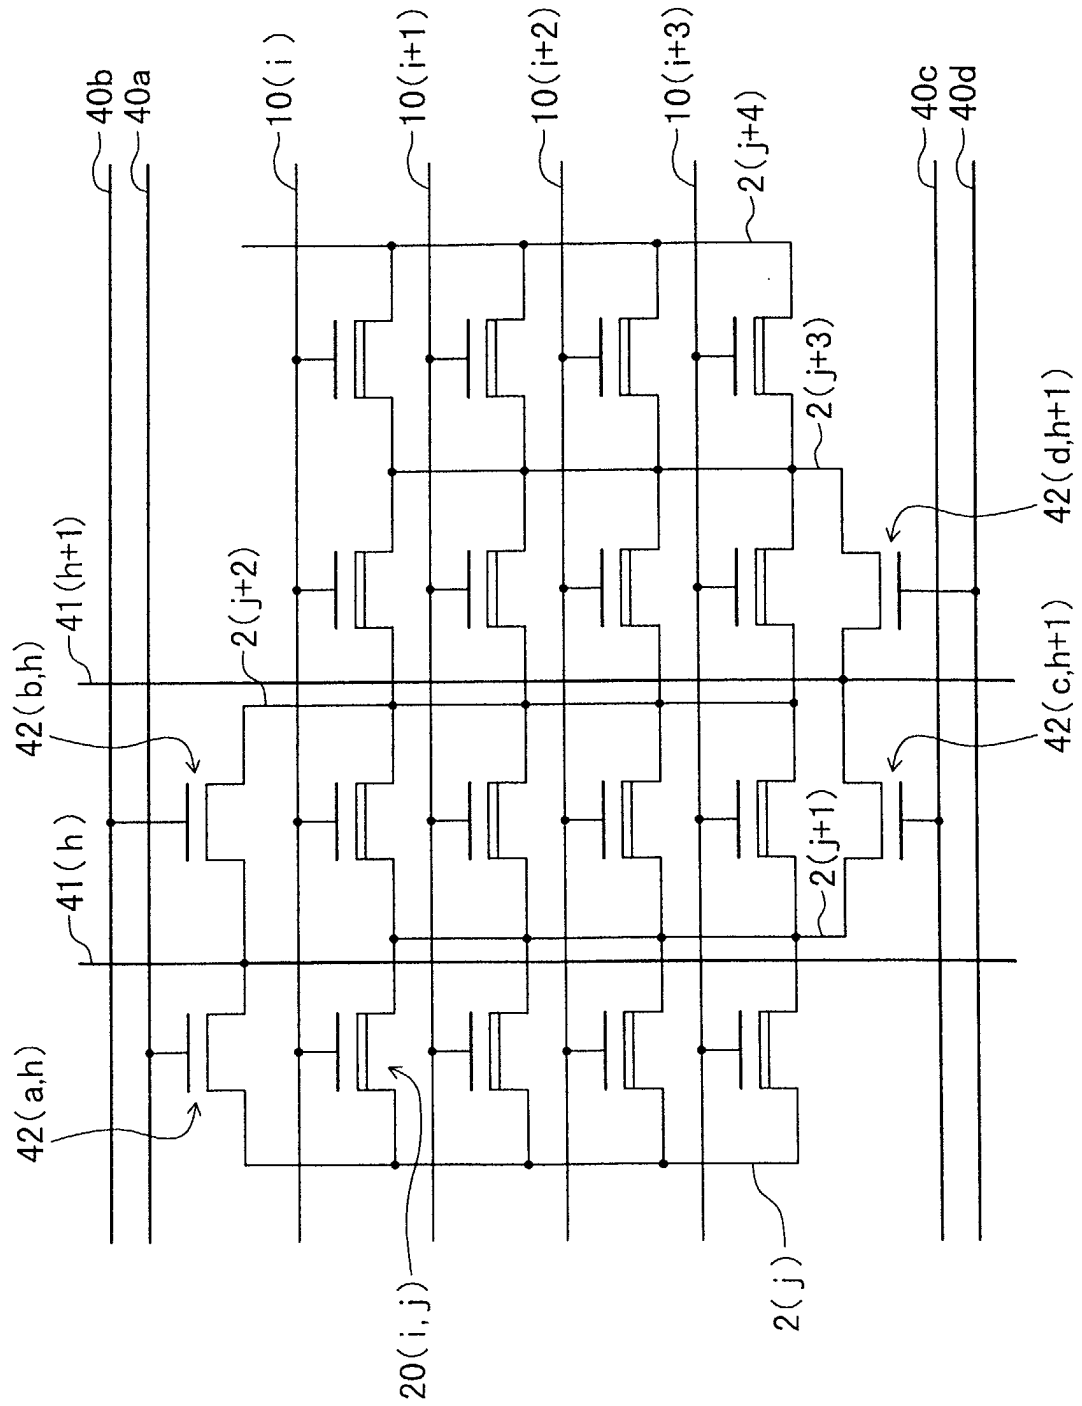 40b
40a
10(i)
10(i+1)
10(i+2)
10(i+3)
2(j+4)
40c
40d
2(j+3)
42(d,h+1)
41(h+1)
2(j+2)
42(b,h)
42(c,h+1)
41(h)
2(j+1)
42(a,h)
20(i,j)
2(j)